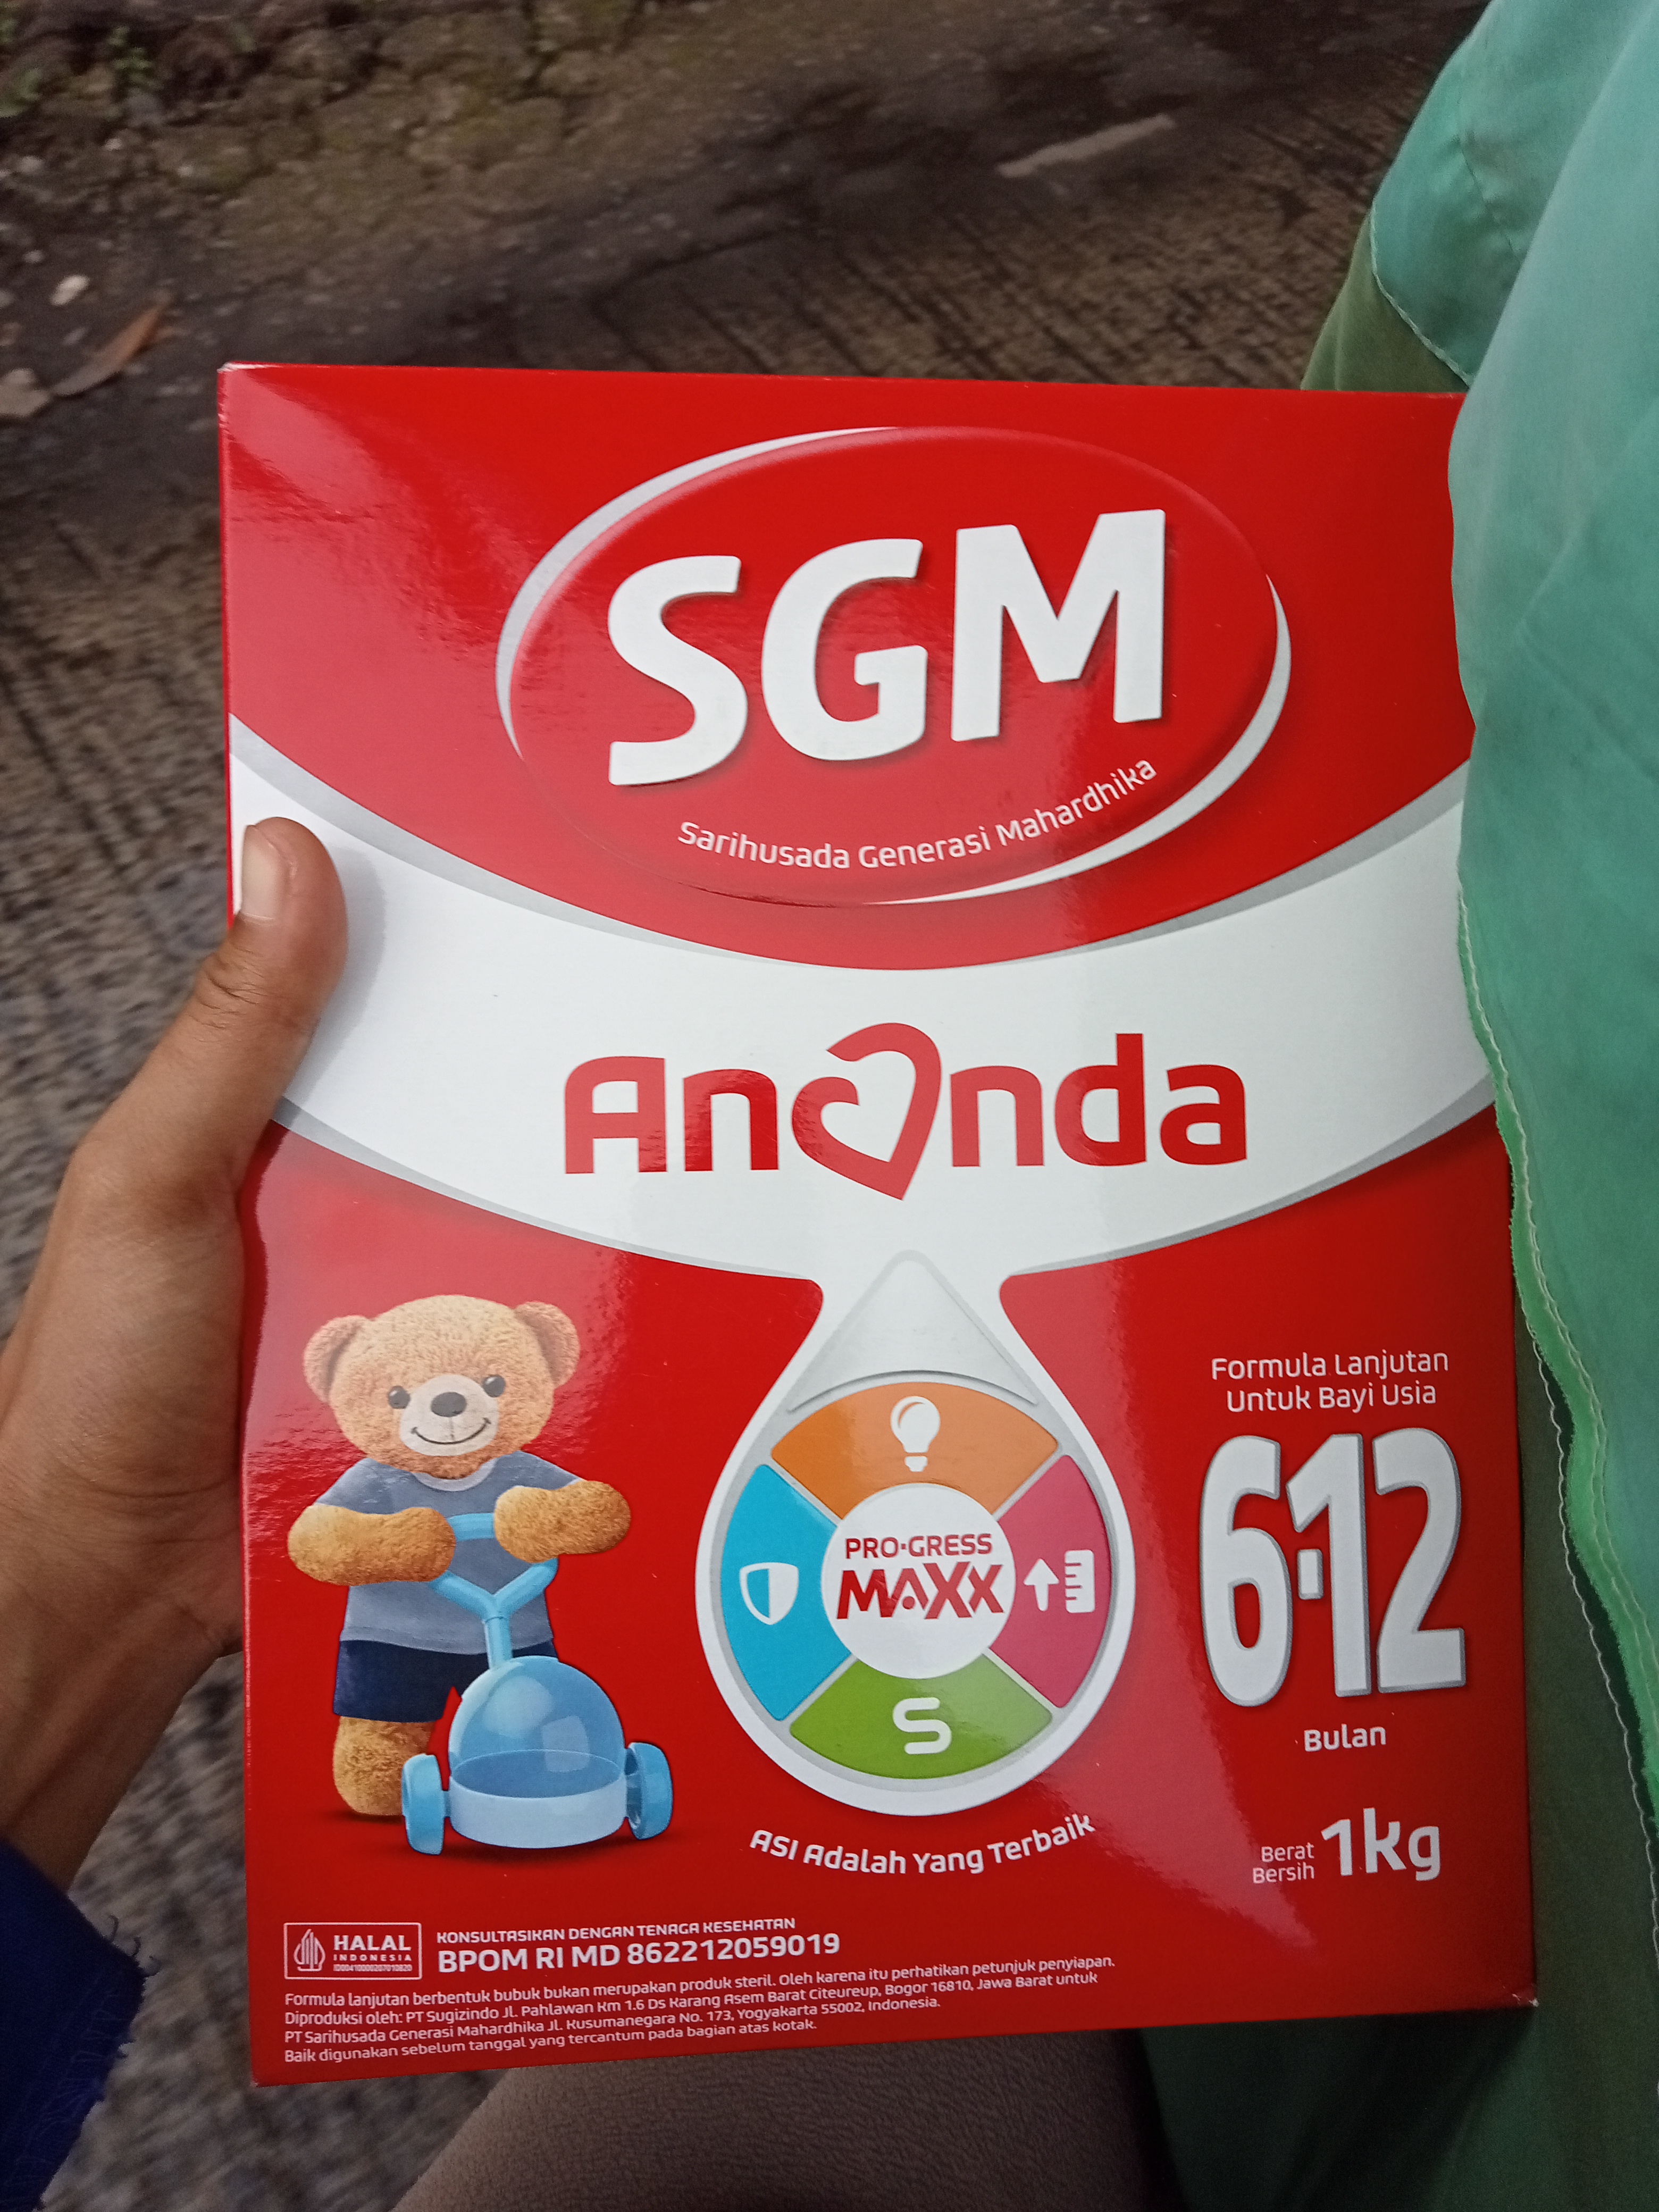 SGM
Sarihusada Generasi Mahardhika
Ananda
Formula Lanjutan
Untuk Bayi Usia
6-12
Bulan
PRO-GRESS
MAXX
S
ASI Adalah Yang Terbaik
Berat
Bersih 1kg
HALAL
INDONESIA
ID00410000207010820
KONSULTASIKAN DENGAN TENAGA KESEHATAN
BPOM RI MD 862212059019
Formula lanjutan berbentuk bubuk bukan merupakan produk steril. Oleh karena itu perhatikan petunjuk penyiapan.
Diproduksi oleh: PT Sugizindo Jl. Pahlawan Km 1.6 Ds Karang Asem Barat Citeureup, Bogor 16810, Jawa Barat untuk
PT Sarihusada Generasi Mahardhika Jl. Kusumanegara No. 173, Yogyakarta 55002, Indonesia.
Baik digunakan sebelum tanggal yang tercantum pada bagian atas kotak.